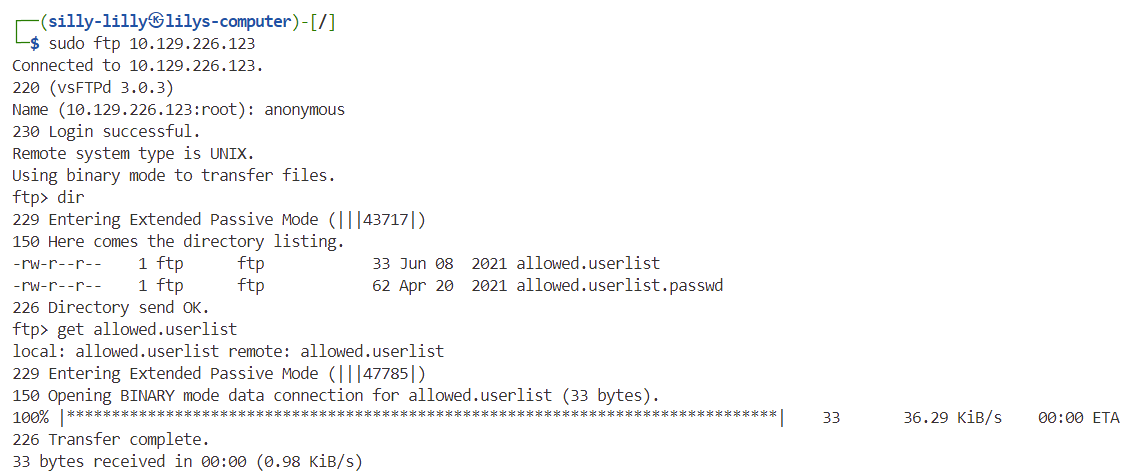 ┌──(silly-lilly㉿lilys-computer)-[/]
└─$ sudo ftp 10.129.226.123
Connected to 10.129.226.123.
220 (vsFTPd 3.0.3)
Name (10.129.226.123:root): anonymous
230 Login successful.
Remote system type is UNIX.
Using binary mode to transfer files.
ftp> dir
229 Entering Extended Passive Mode (|||43717|)
150 Here comes the directory listing.
-rw-r--r--    1 ftp      ftp            33 Jun 08  2021 allowed.userlist
-rw-r--r--    1 ftp      ftp            62 Apr 20  2021 allowed.userlist.passwd
226 Directory send OK.
ftp> get allowed.userlist
local: allowed.userlist remote: allowed.userlist
229 Entering Extended Passive Mode (|||47785|)
150 Opening BINARY mode data connection for allowed.userlist (33 bytes).
100% |*******************************************************************************|    33       36.29 KiB/s    00:00 ETA
226 Transfer complete.
33 bytes received in 00:00 (0.98 KiB/s)